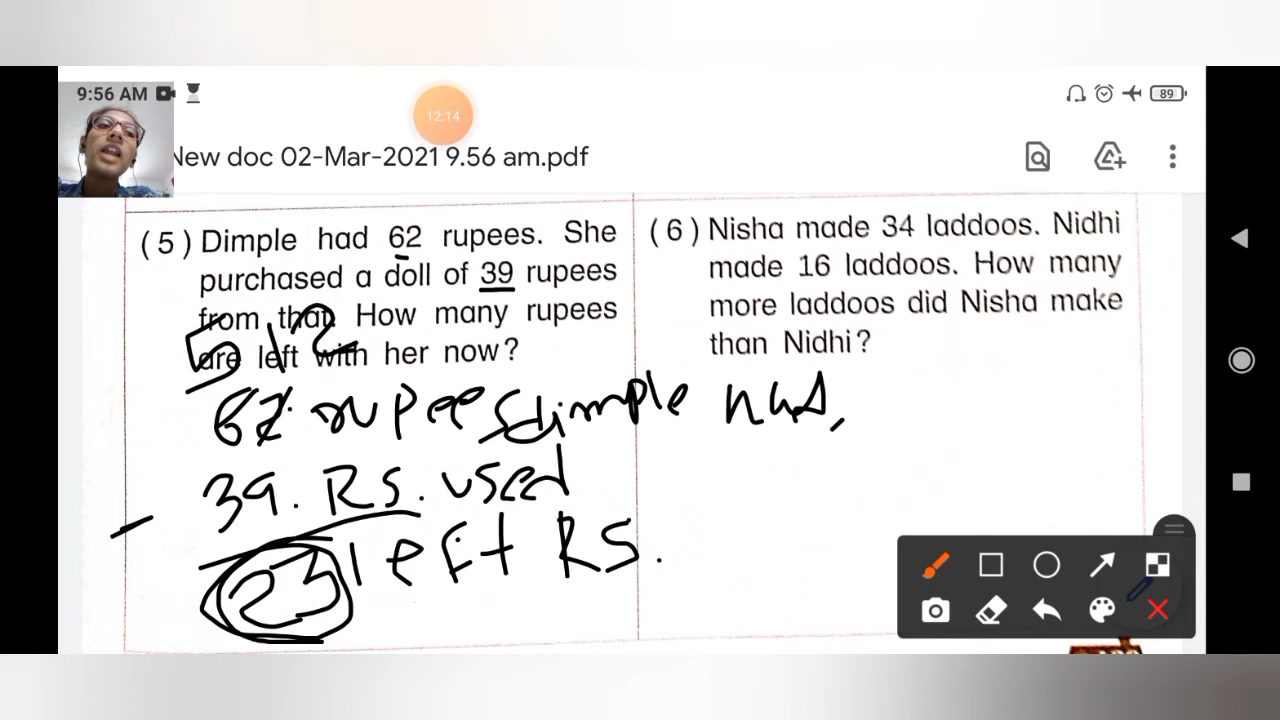 9:56 AM
12:14
89
New doc 02-Mar-2021 9.56 am.pdf
(5) Dimple had 62 rupees. She
purchased a doll of 39 rupees
from that. How many rupees
are left with her now?
5 12
62 rupees dimple had,
39. RS. used
-
23 left RS.
(6) Nisha made 34 laddoos. Nidhi
made 16 laddoos. How many
more laddoos did Nisha make
than Nidhi?